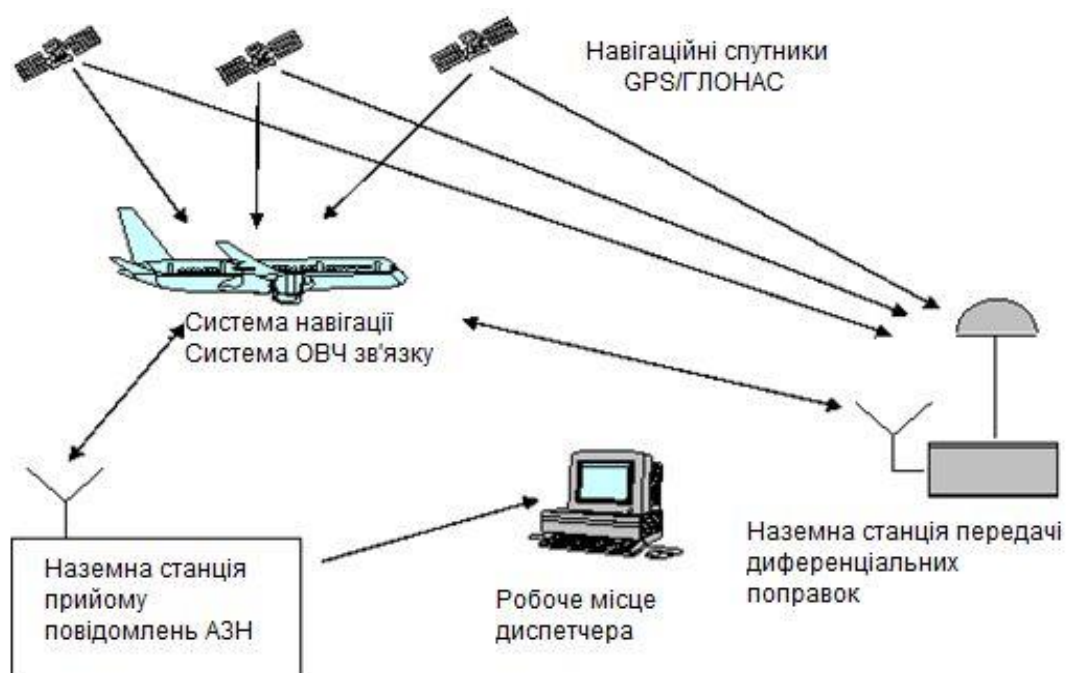 Навігаційні спутники
GPS/ГЛОНАС
Система навігації
Система ОВЧ зв'язку
Наземна станція
прийому
повідомлень АЗН
Робоче місце
диспетчера
Наземна станція передачі
диференціальних
поправок